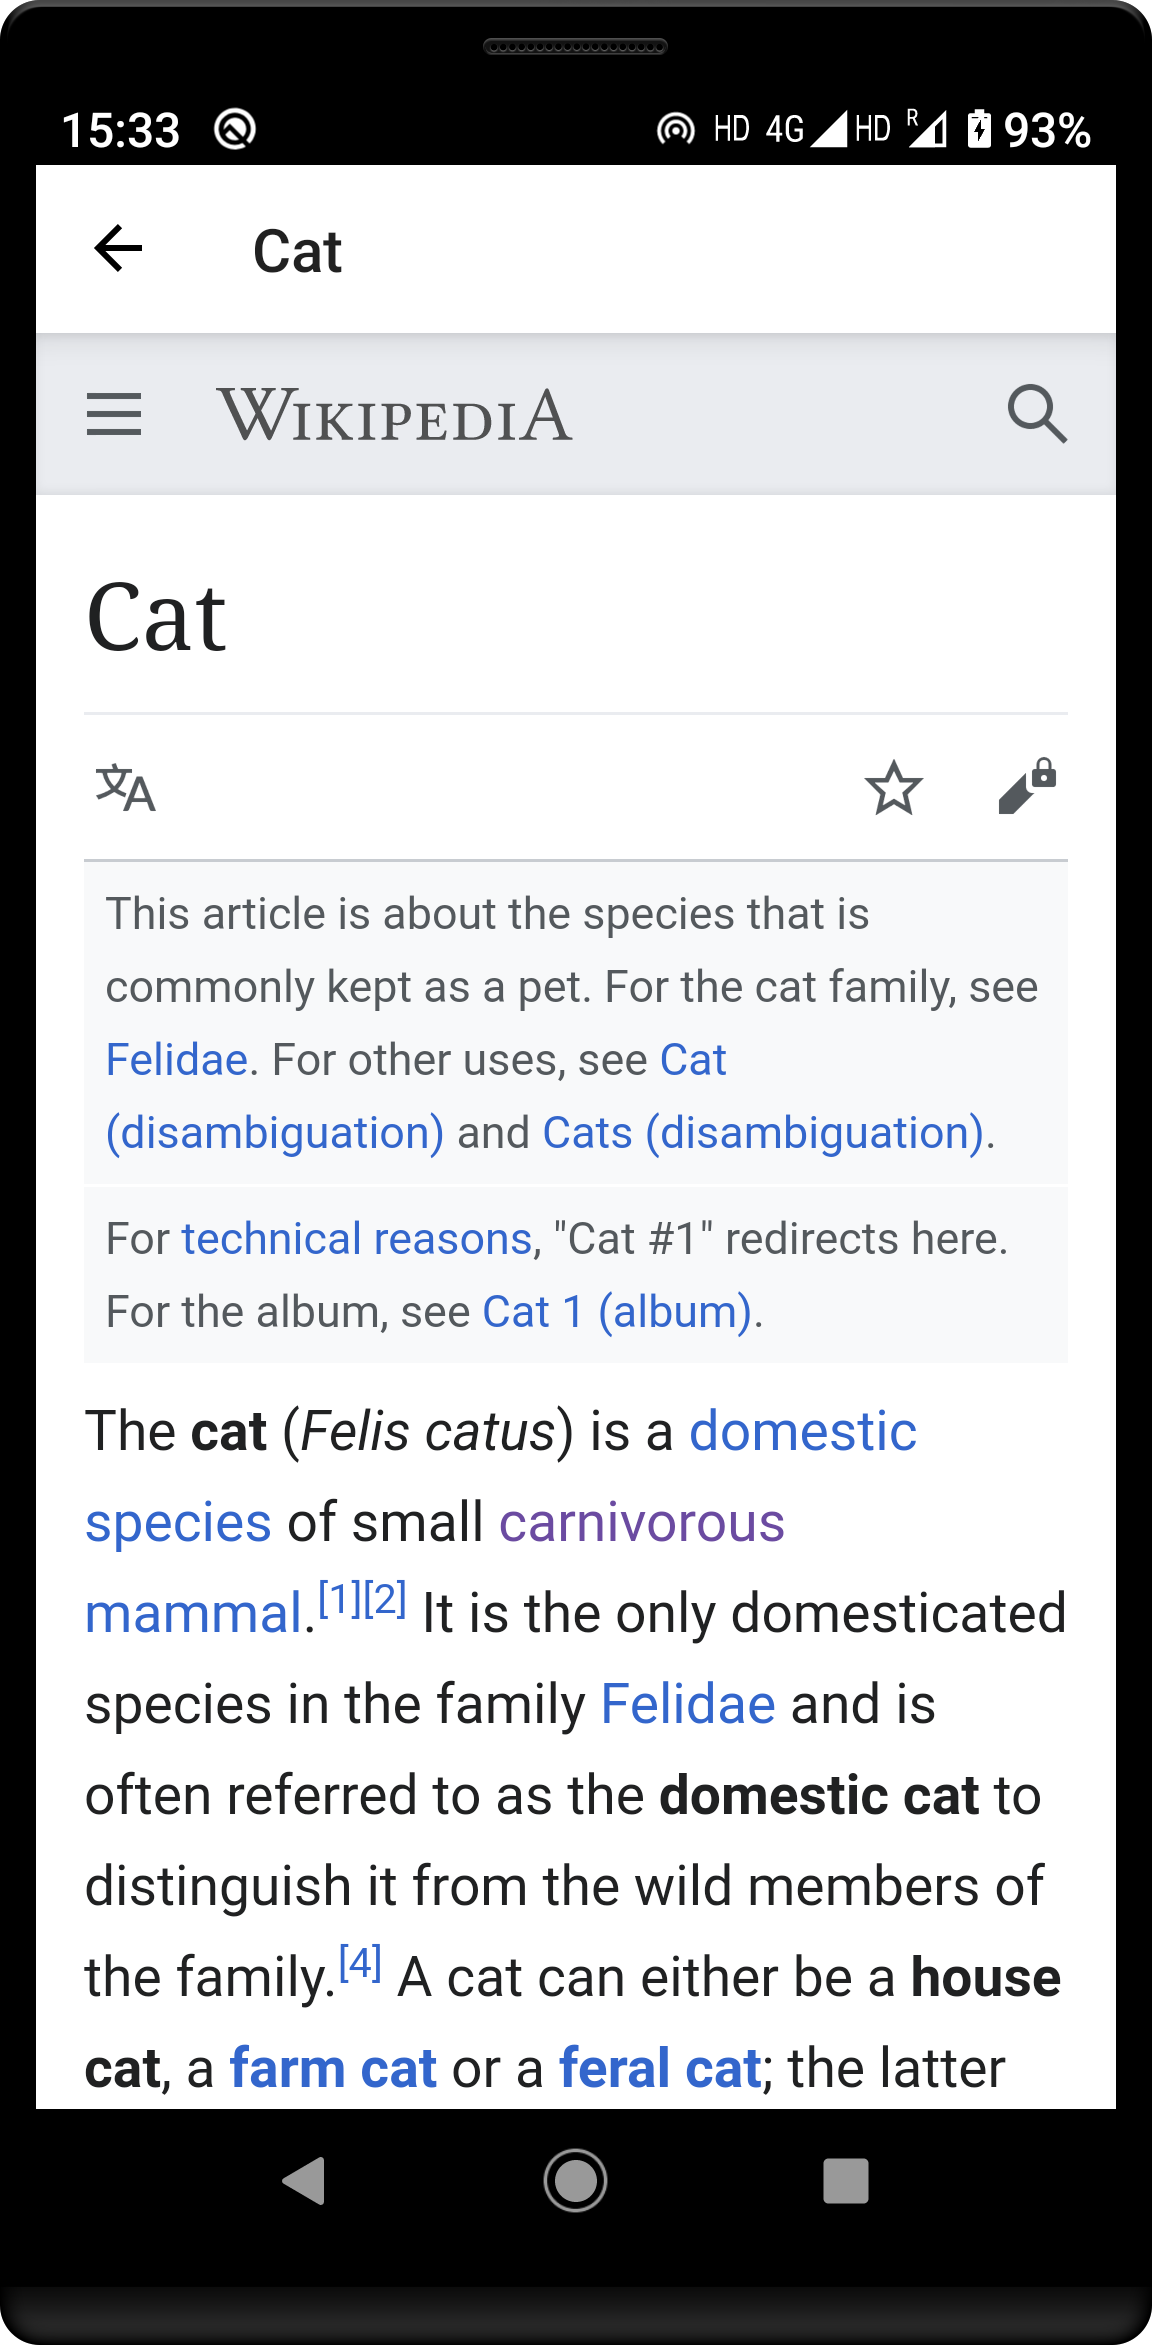 15:33 HD 4G HD R 93%
Cat
WIKIPEDIA
Cat
文A
This article is about the species that is
commonly kept as a pet. For the cat family, see
Felidae. For other uses, see Cat
(disambiguation) and Cats (disambiguation).
For technical reasons, "Cat #1" redirects here.
For the album, see Cat 1 (album).
The cat (Felis catus) is a domestic
species of small carnivorous
mammal.[1][2] It is the only domesticated
species in the family Felidae and is
often referred to as the domestic cat to
distinguish it from the wild members of
the family.[4] A cat can either be a house
cat, a farm cat or a feral cat; the latter